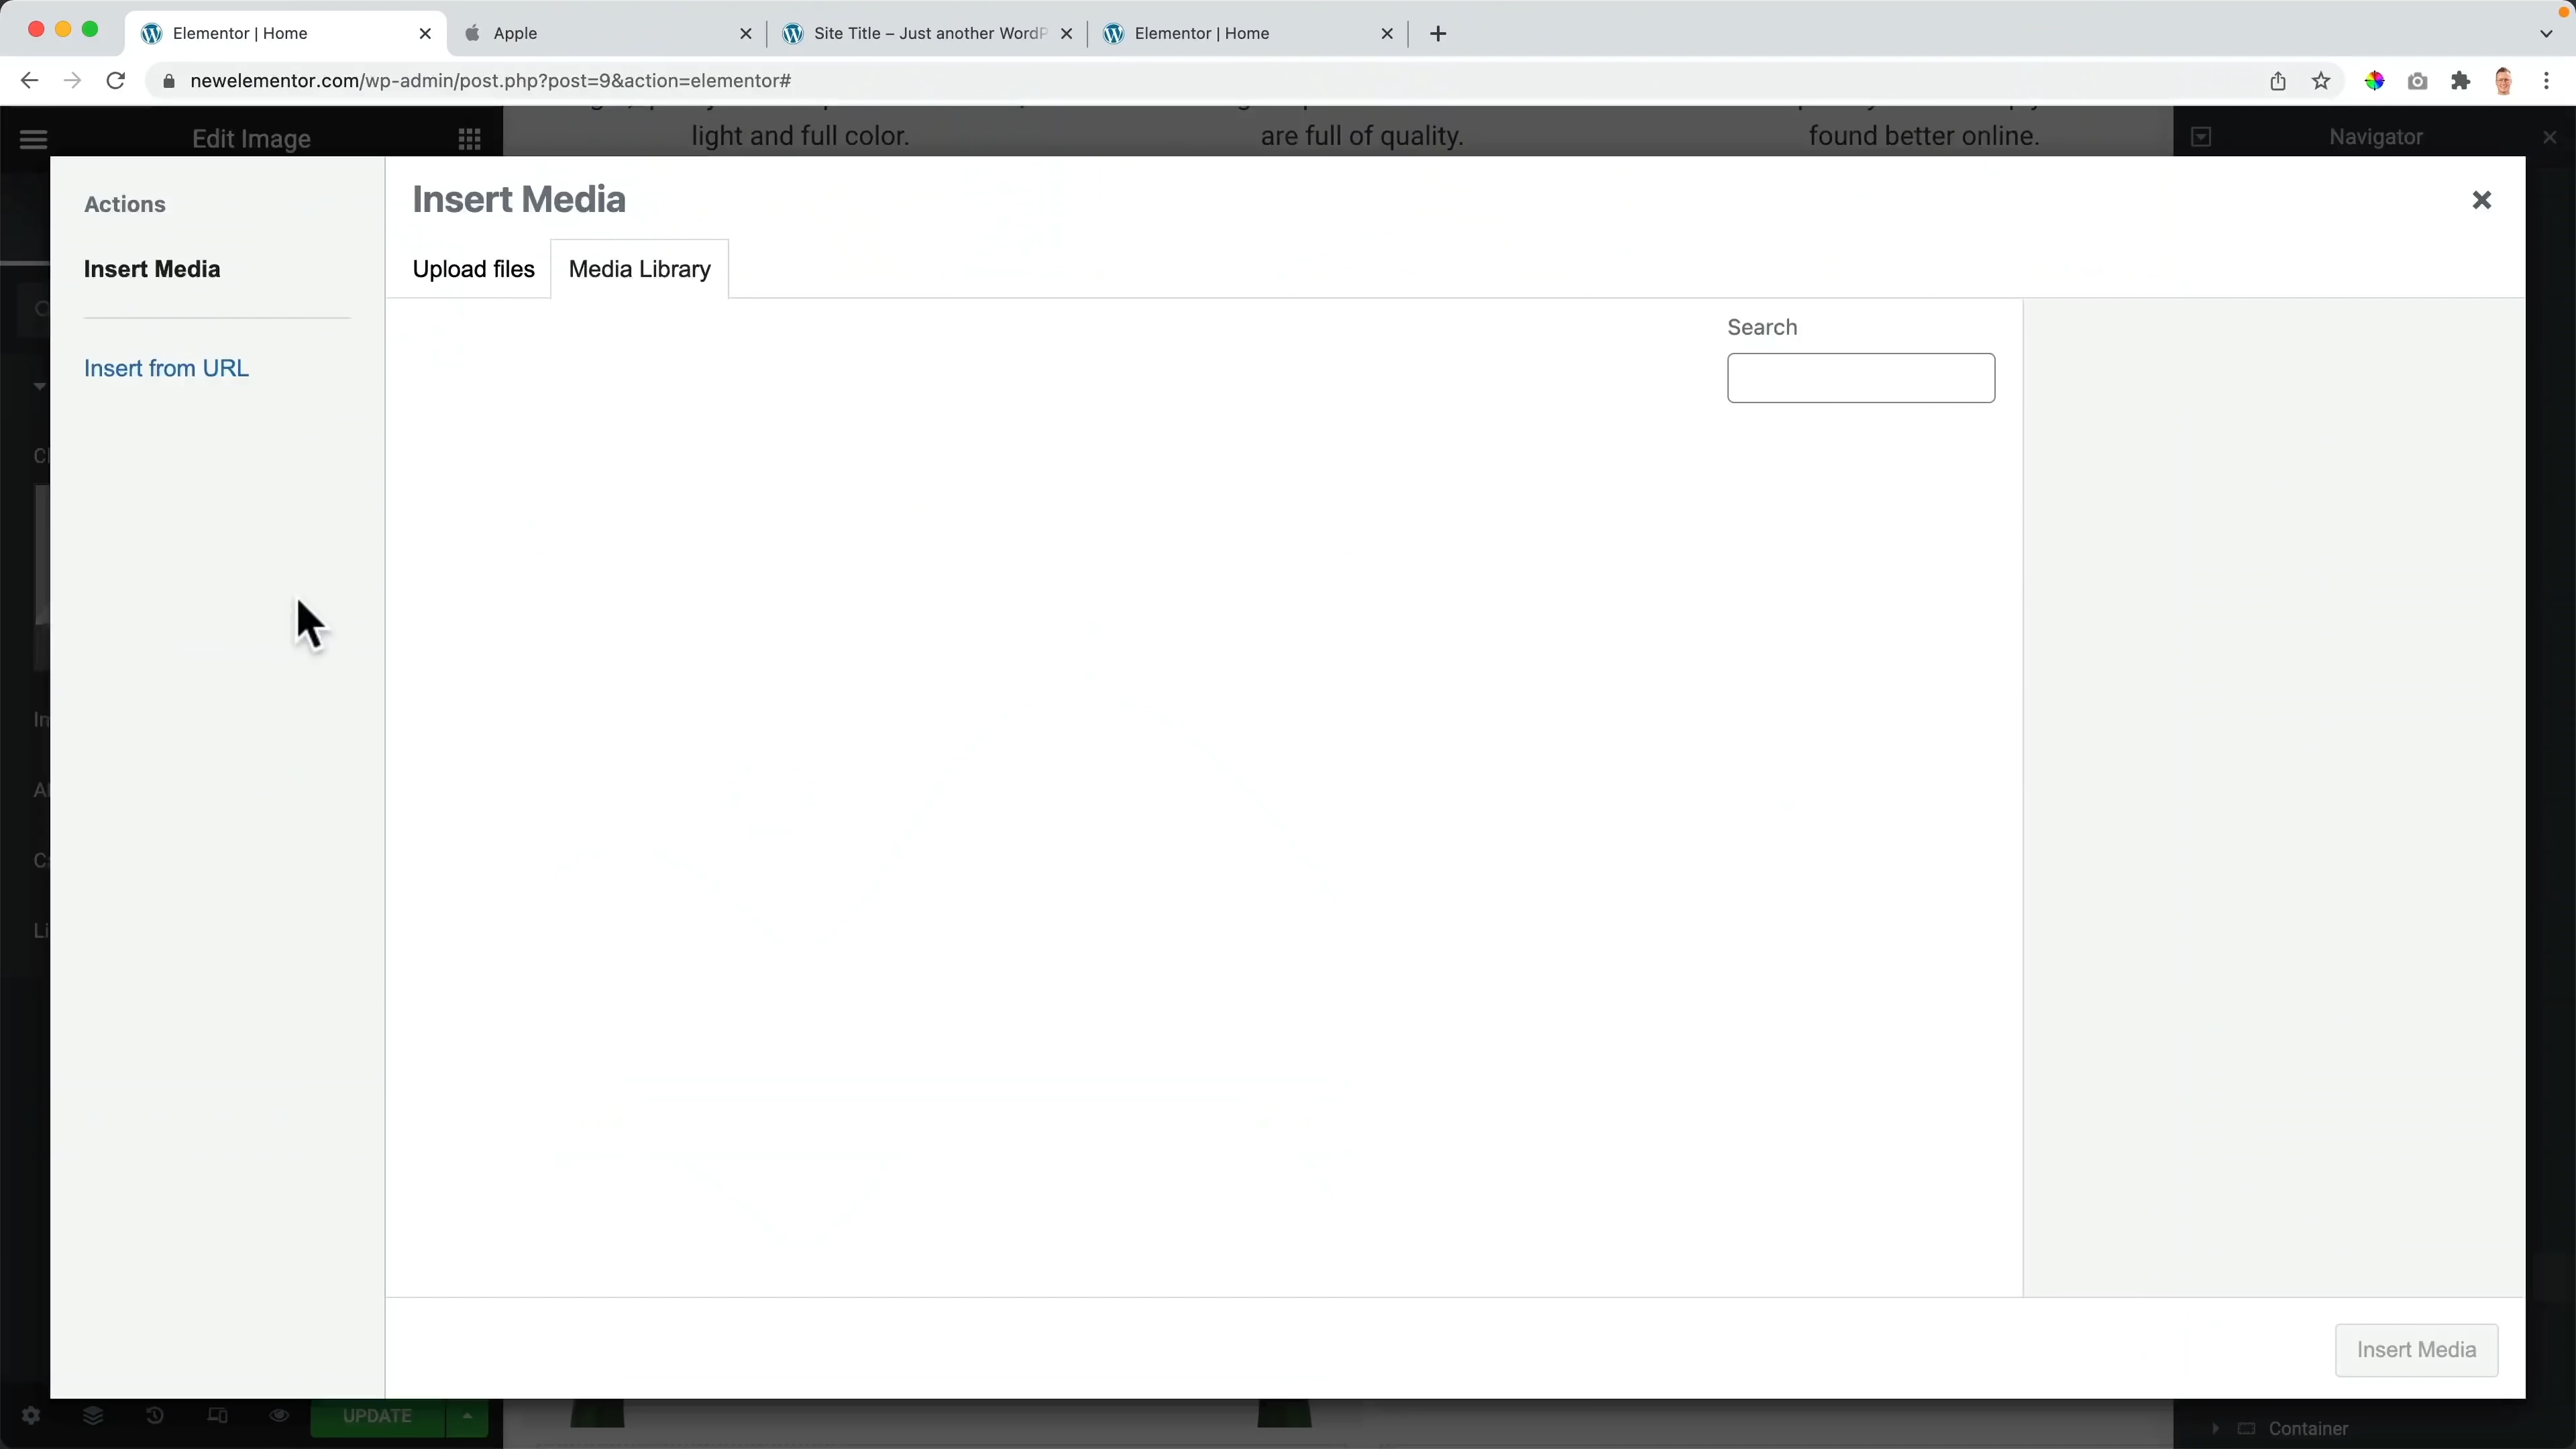 Elementor | Home
Apple
Site Title – Just another WordP
Elementor | Home
newelementor.com/wp-admin/post.php?post=9&action=elementor#
Edit Image
light and full color.
are full of quality.
found better online.
Navigator
Actions
Insert Media
Insert from URL
Insert Media
Upload files
Media Library
Search
Insert Media
UPDATE
Container